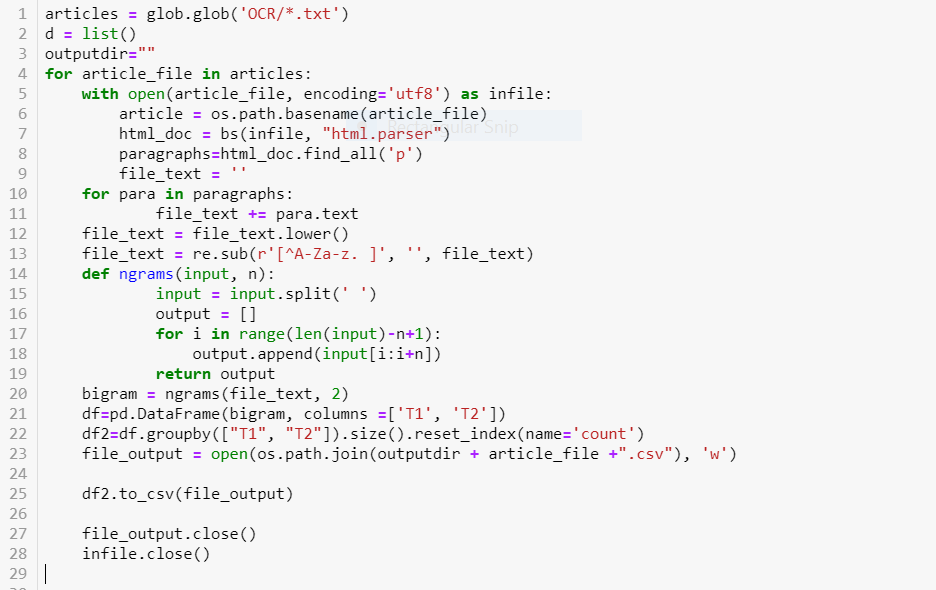 1 articles = glob.glob('OCR/*.txt')
2 d = list()
3 outputdir=""
4 for article_file in articles:
5     with open(article_file, encoding='utf8') as infile:
6         article = os.path.basename(article_file)
Rectangular Snip
7         html_doc = bs(infile, "html.parser")
8         paragraphs=html_doc.find_all('p')
9         file_text = ''
10     for para in paragraphs:
11             file_text += para.text
12     file_text = file_text.lower()
13     file_text = re.sub(r'[^A-Za-z. ]', '', file_text)
14     def ngrams(input, n):
15             input = input.split(' ')
16             output = []
17             for i in range(len(input)-n+1):
18                 output.append(input[i:i+n])
19             return output
20     bigram = ngrams(file_text, 2)
21     df=pd.DataFrame(bigram, columns =['T1', 'T2'])
22     df2=df.groupby(["T1", "T2"]).size().reset_index(name='count')
23     file_output = open(os.path.join(outputdir + article_file +".csv"), 'w')
24
25     df2.to_csv(file_output)
26
27     file_output.close()
28     infile.close()
29